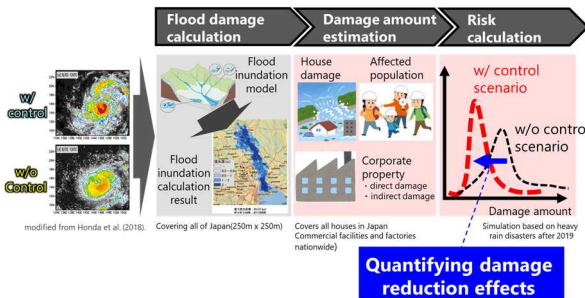 Flood damage
calculation
Damage amount
estimation
Risk
calculation
w/
control
w/o
Control
modified from Honda et al. (2018).
Flood
inundation
model
Flood
inundation
calculation
result
Covering all of Japan(250m x 250m)
House
damage
Affected
population
Corporate
property
・direct damage
・indirect damage
Covers all houses in Japan
Commercial facilities and factories
nationwide)
w/ control
scenario
w/o control
scenario
Damage amount
Simulation based on heavy
rain disasters after 2019
Quantifying damage
reduction effects